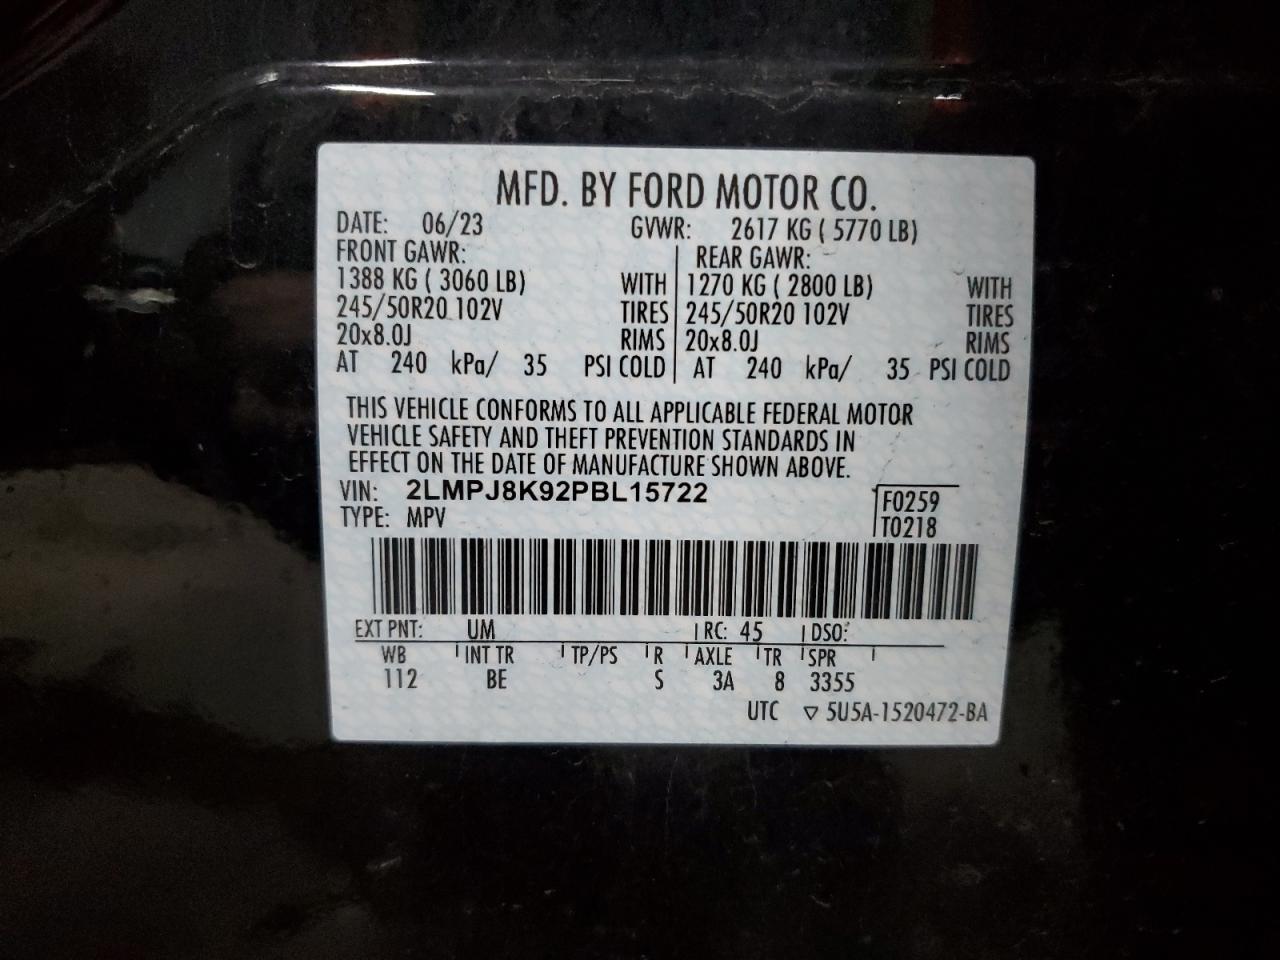 MFD. BY FORD MOTOR CO.
DATE: 06/23 GVWR: 2617 KG ( 5770 LB)
FRONT GAWR: REAR GAWR:
1388 KG ( 3060 LB) WITH 1270 KG ( 2800 LB) WITH
245/50R20 102V TIRES 245/50R20 102V TIRES
20x8.0J RIMS 20x8.0J RIMS
AT 240 kPa/ 35 PSI COLD AT 240 kPa/ 35 PSI COLD
THIS VEHICLE CONFORMS TO ALL APPLICABLE FEDERAL MOTOR
VEHICLE SAFETY AND THEFT PREVENTION STANDARDS IN
EFFECT ON THE DATE OF MANUFACTURE SHOWN ABOVE.
VIN: 2LMPJ8K92PBL15722 F0259
TYPE: MPV T0218
EXT PNT: UM RC: 45 DSO:
WB INT TR TP/PS R AXLE TR SPR
112 BE S 3A 8 3355
UTC ▽ 5U5A-1520472-BA